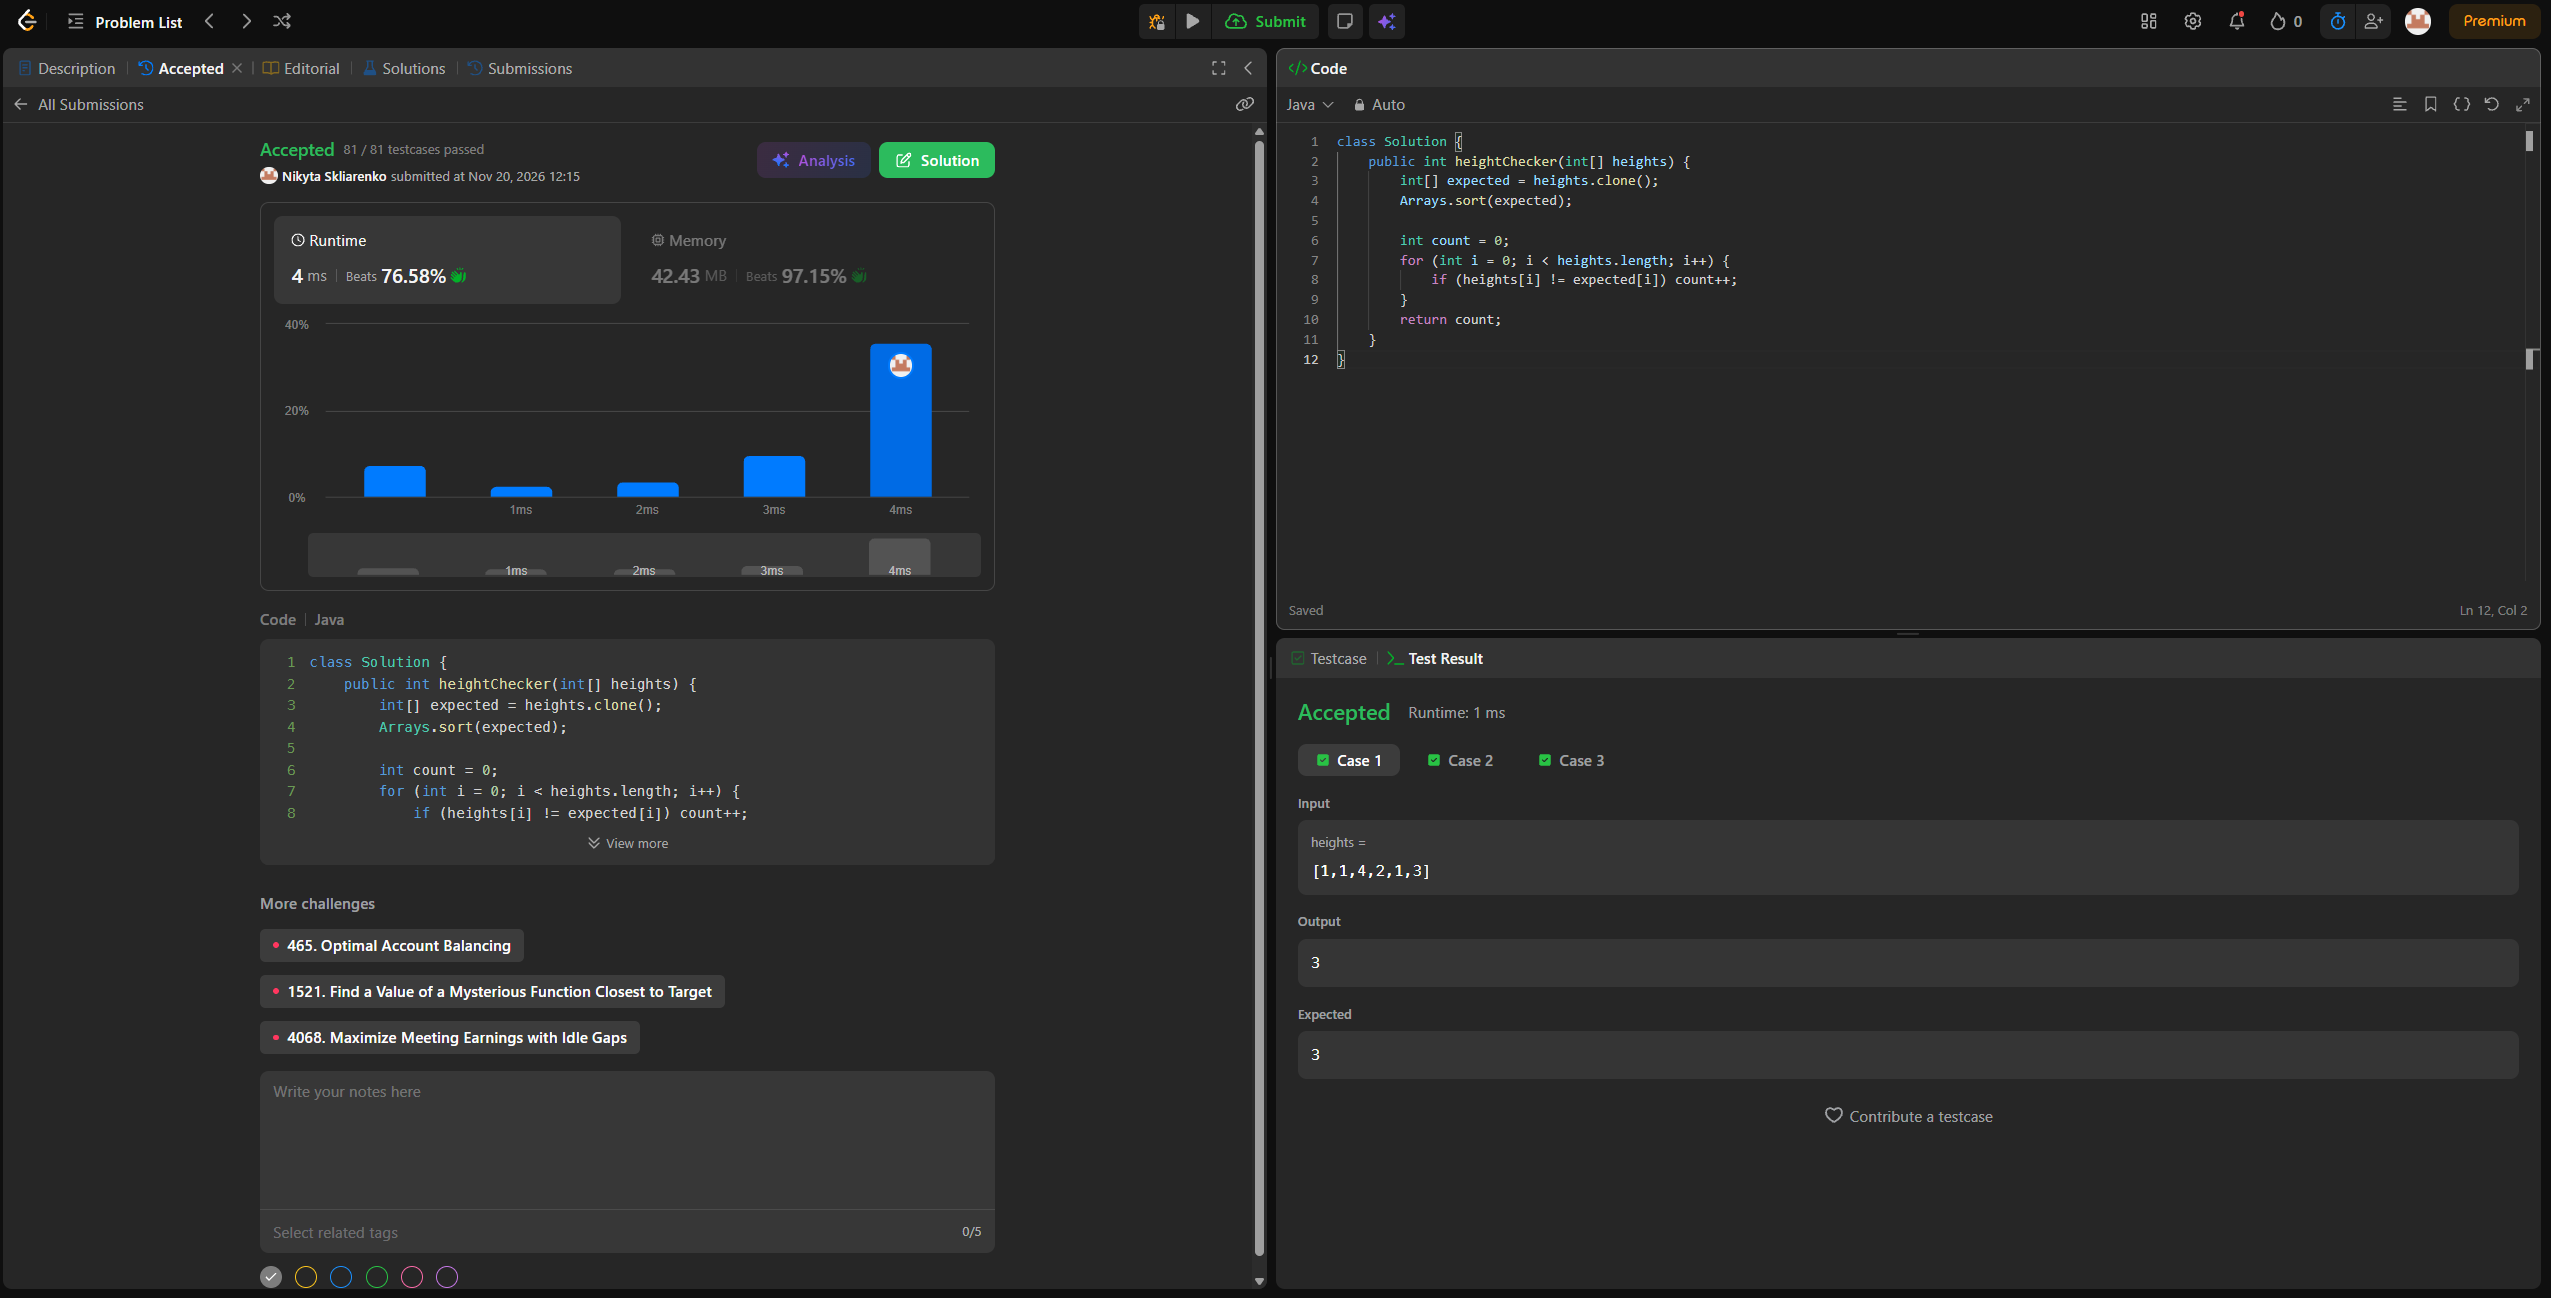 Problem List
Submit
0
Premium
Description
Accepted
Editorial
Solutions
Submissions
All Submissions
Accepted 81 / 81 testcases passed
Nikyta Skliarenko submitted at Nov 20, 2026 12:15
Analysis
Solution
Runtime
4 ms | Beats 76.58%
Memory
42.43 MB | Beats 97.15%
40%
20%
0%
1ms 2ms 3ms 4ms
1ms 2ms 3ms 4ms
Code | Java
1 class Solution {
2     public int heightChecker(int[] heights) {
3         int[] expected = heights.clone();
4         Arrays.sort(expected);
5
6         int count = 0;
7         for (int i = 0; i < heights.length; i++) {
8             if (heights[i] != expected[i]) count++;
View more
More challenges
465. Optimal Account Balancing
1521. Find a Value of a Mysterious Function Closest to Target
4068. Maximize Meeting Earnings with Idle Gaps
Write your notes here
Select related tags 0/5
</> Code
Java Auto
1 class Solution {
2     public int heightChecker(int[] heights) {
3         int[] expected = heights.clone();
4         Arrays.sort(expected);
5
6         int count = 0;
7         for (int i = 0; i < heights.length; i++) {
8             if (heights[i] != expected[i]) count++;
9         }
10         return count;
11     }
12 }
Saved Ln 12, Col 2
Testcase
Test Result
Accepted Runtime: 1 ms
Case 1 Case 2 Case 3
Input
heights =
[1,1,4,2,1,3]
Output
3
Expected
3
Contribute a testcase